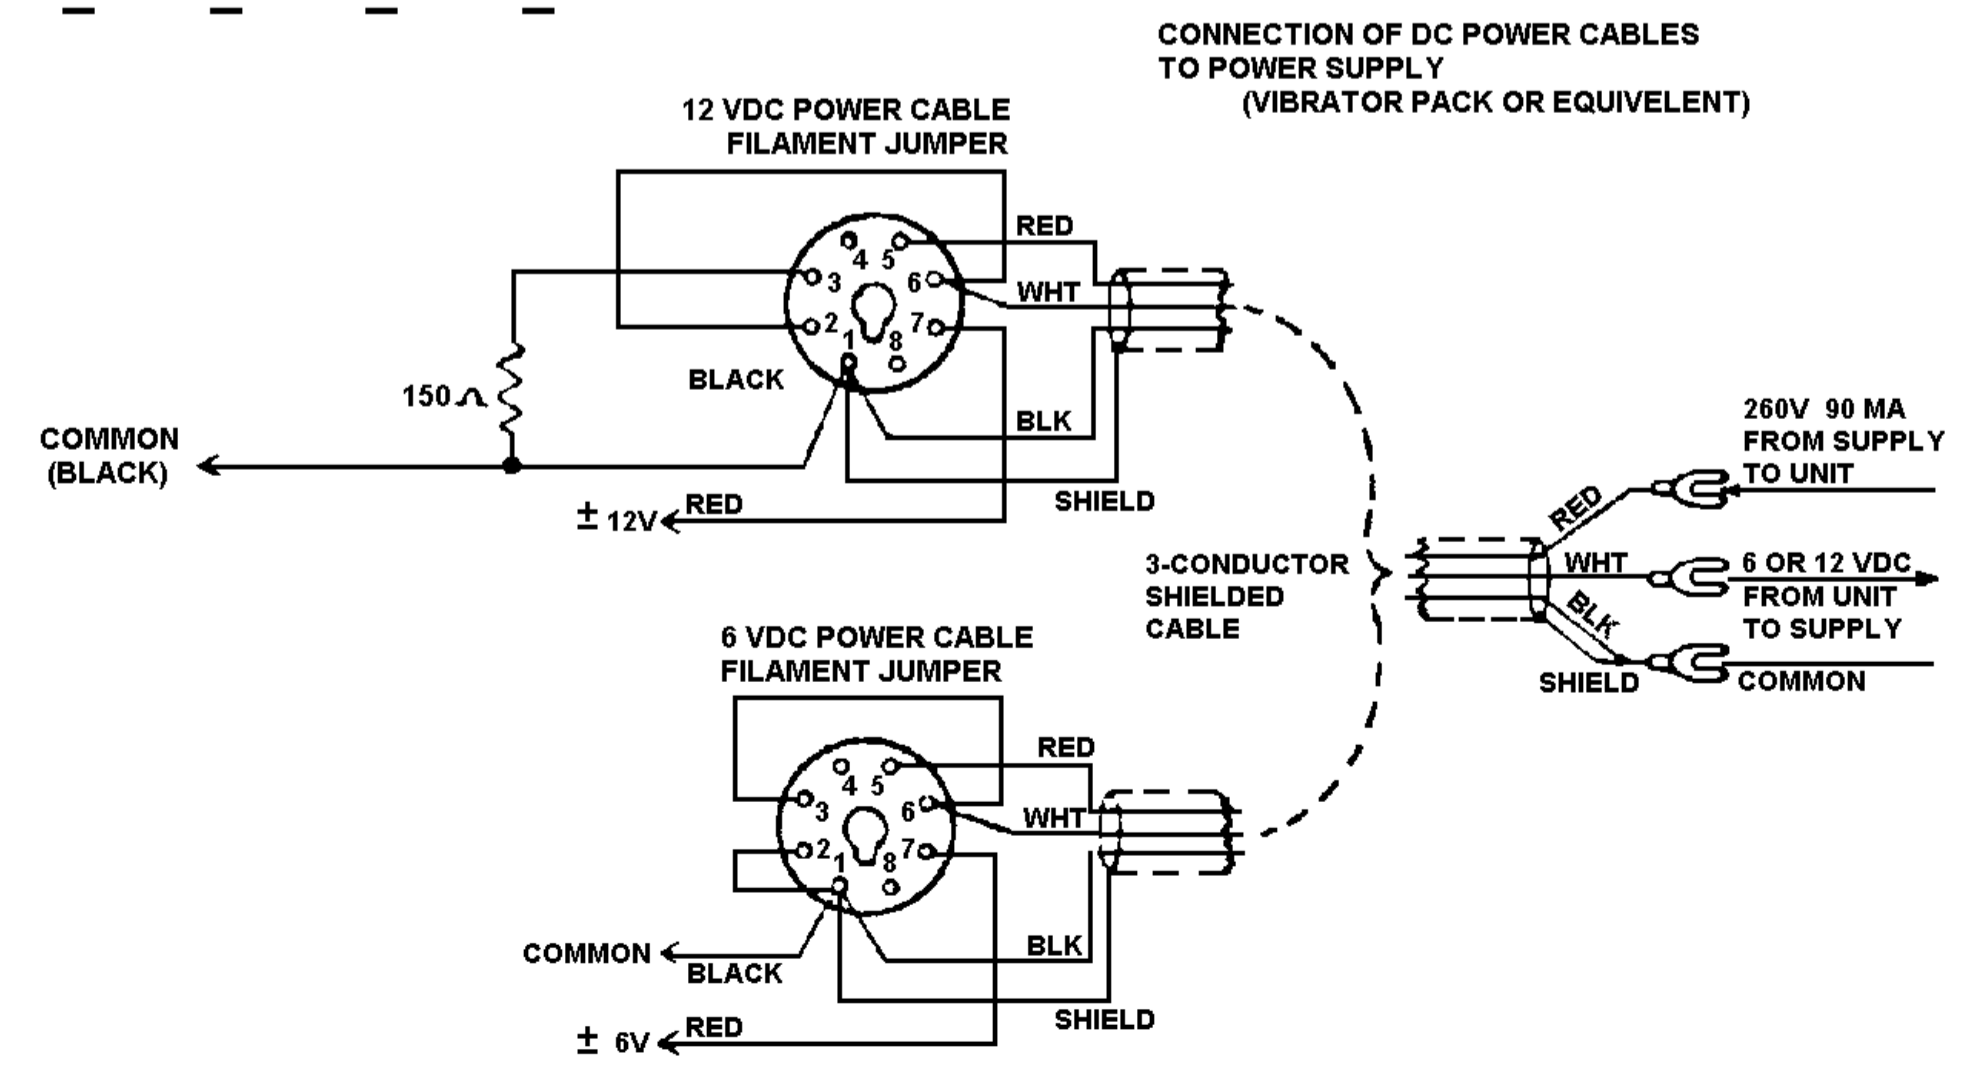 CONNECTION OF DC POWER CABLES
TO POWER SUPPLY
(VIBRATOR PACK OR EQUIVELENT)
12 VDC POWER CABLE
FILAMENT JUMPER
RED
4 5
3 6
WHT
2 7
1 8
BLACK
150Ω
BLK
COMMON
(BLACK)
SHIELD
± 12V RED
260V 90 MA
FROM SUPPLY
TO UNIT
RED
3-CONDUCTOR
SHIELDED
CABLE
WHT
6 OR 12 VDC
FROM UNIT
TO SUPPLY
BLK
SHIELD
COMMON
6 VDC POWER CABLE
FILAMENT JUMPER
RED
4 5
3 6
WHT
2 7
1 8
BLK
COMMON
BLACK
SHIELD
± 6V RED